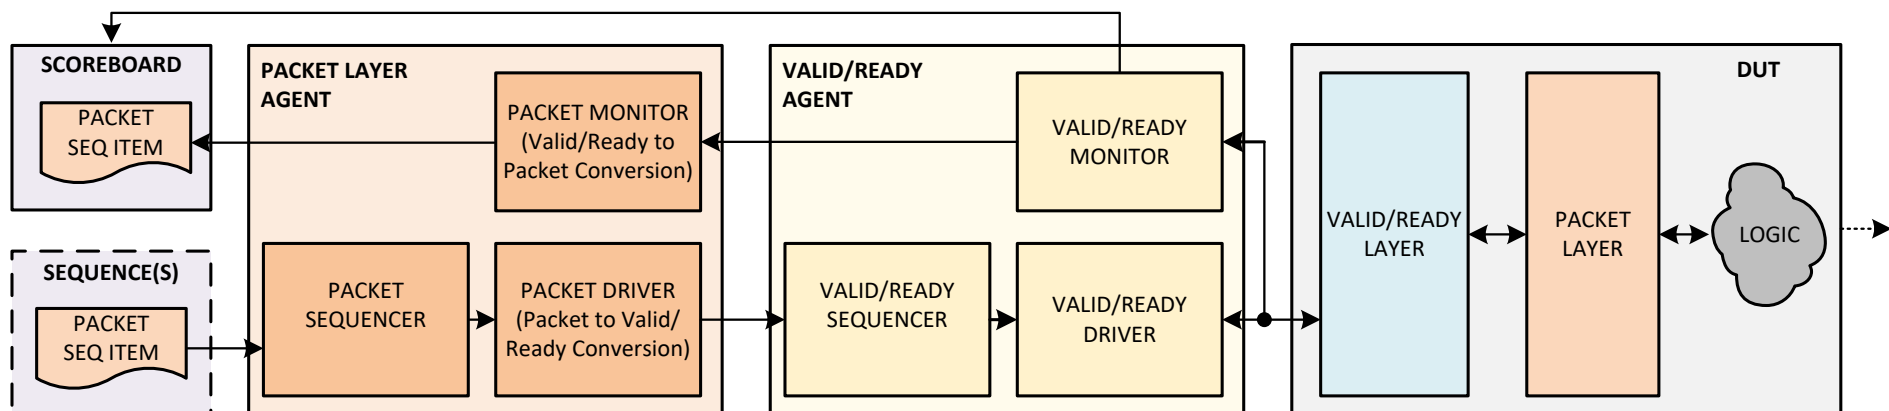 SCOREBOARD
PACKET
SEQ ITEM
SEQUENCE(S)
PACKET
SEQ ITEM
PACKET LAYER
AGENT
PACKET MONITOR
(Valid/Ready to
Packet Conversion)
PACKET
SEQUENCER
PACKET DRIVER
(Packet to Valid/
Ready Conversion)
VALID/READY
AGENT
VALID/READY
MONITOR
VALID/READY
SEQUENCER
VALID/READY
DRIVER
DUT
VALID/READY
LAYER
PACKET
LAYER
LOGIC